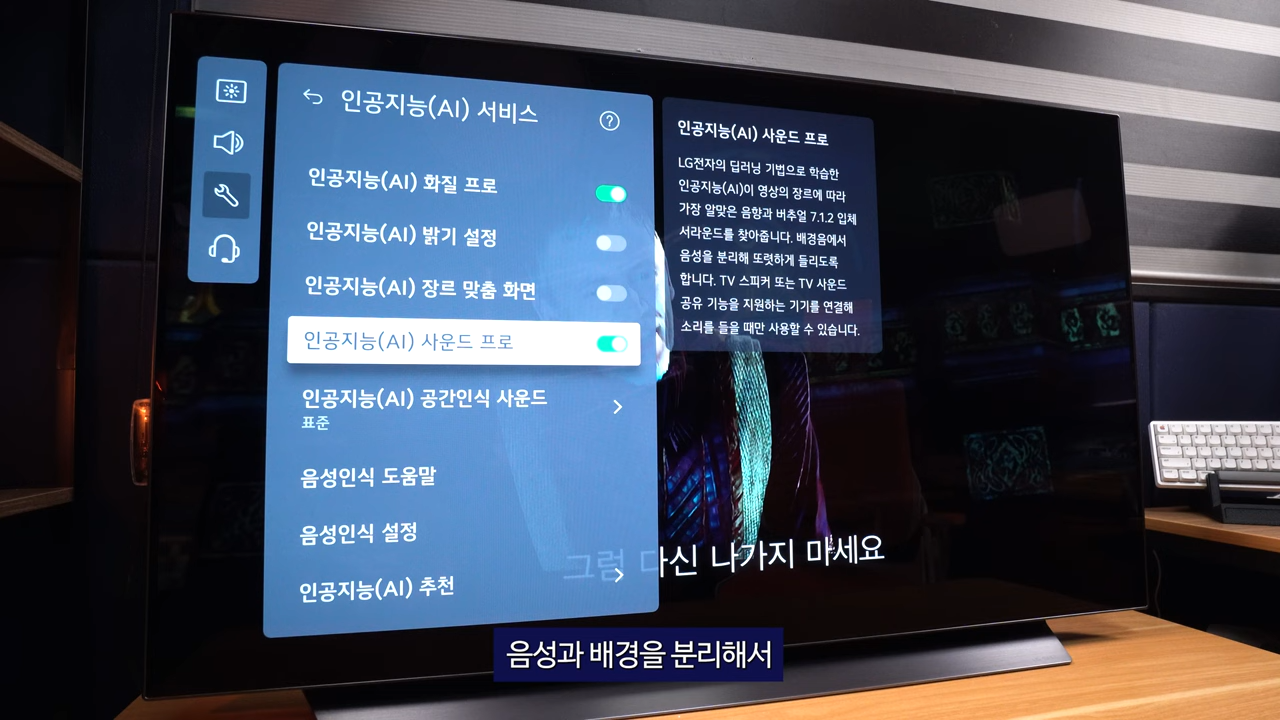 인공지능(AI) 서비스
인공지능(AI) 화질 프로
인공지능(AI) 밝기 설정
인공지능(AI) 장르 맞춤 화면
인공지능(AI) 사운드 프로
인공지능(AI) 공간인식 사운드
표준
음성인식 도움말
음성인식 설정
인공지능(AI) 추천
인공지능(AI) 사운드 프로
LG전자의 딥러닝 기법으로 학습한
인공지능(AI)이 영상의 장르에 따라
가장 알맞은 음향과 버추얼 7.1.2 입체
서라운드를 찾아줍니다. 배경음에서
음성을 분리해 또렷하게 들리도록
합니다. TV 스피커 또는 TV 사운드
공유 기능을 지원하는 기기를 연결해
소리를 들을 때만 사용할 수 있습니다.
그럼 다신 나가지 마세요
음성과 배경을 분리해서